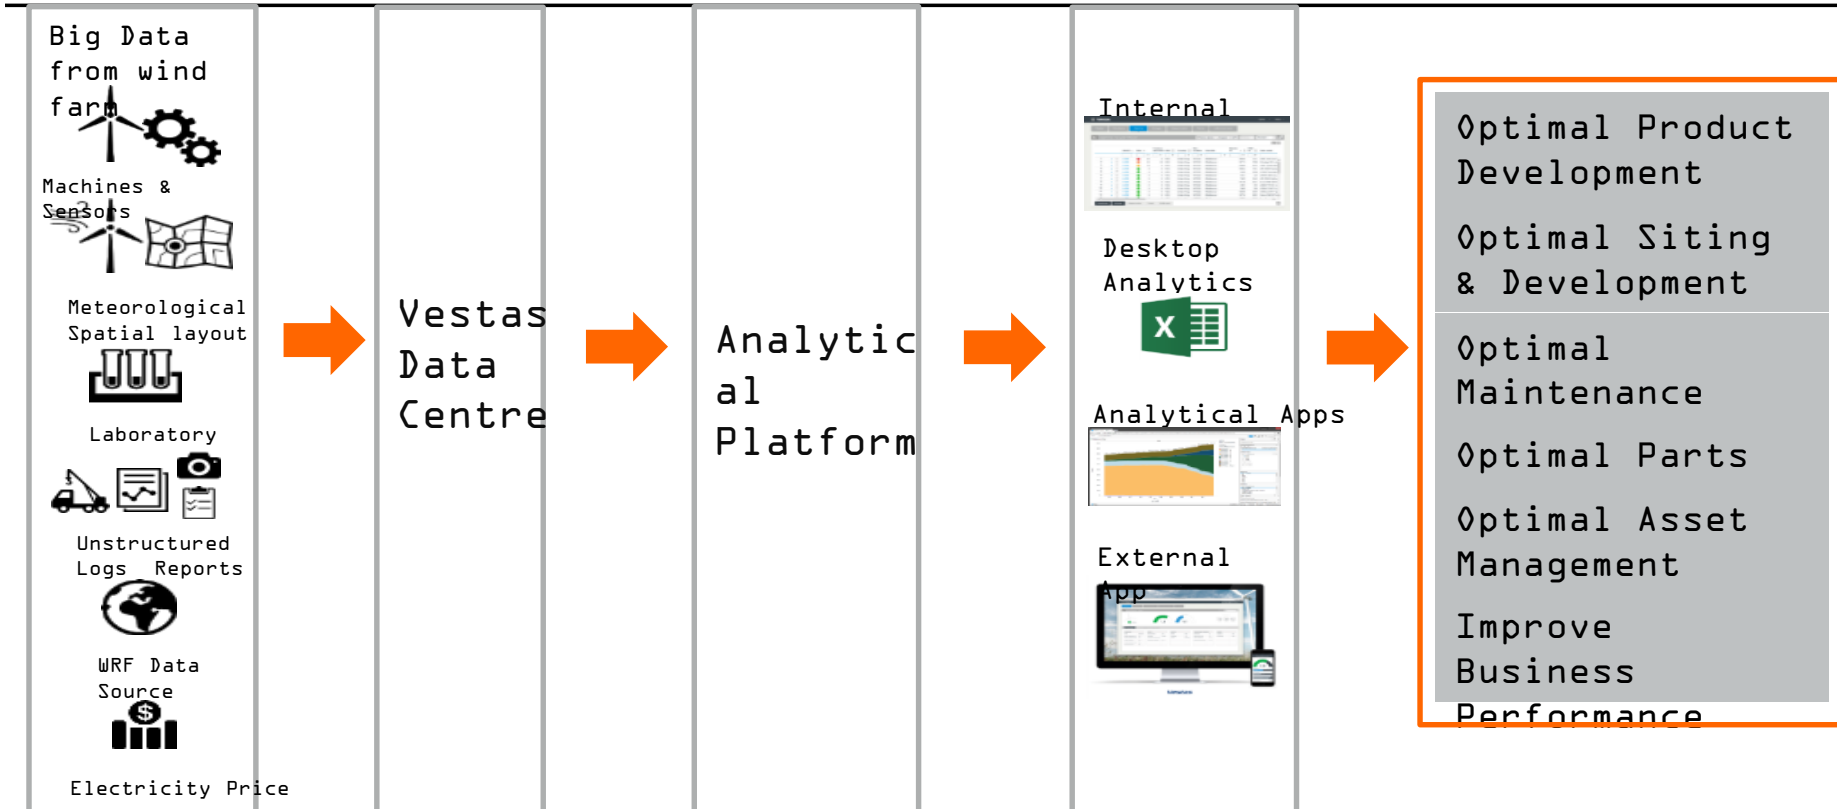 Big Data
from wind
farm
Machines &
Sensors
Meteorological
Spatial layout
Laboratory
Unstructured
Logs Reports
WRF Data
Source
Electricity Price
Vestas
Data
Centre
Analytic
al
Platform
Internal
Desktop
Analytics
X
Analytical Apps
External
App
Optimal Product
Development
Optimal Siting
& Development
Optimal
Maintenance
Optimal Parts
Optimal Asset
Management
Improve
Business
Performance